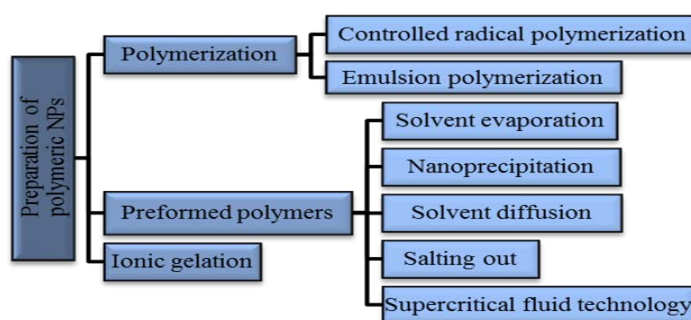 Preparation of
polymeric NPs
Polymerization
Controlled radical polymerization
Emulsion polymerization
Preformed polymers
Solvent evaporation
Nanoprecipitation
Solvent diffusion
Salting out
Supercritical fluid technology
Ionic gelation